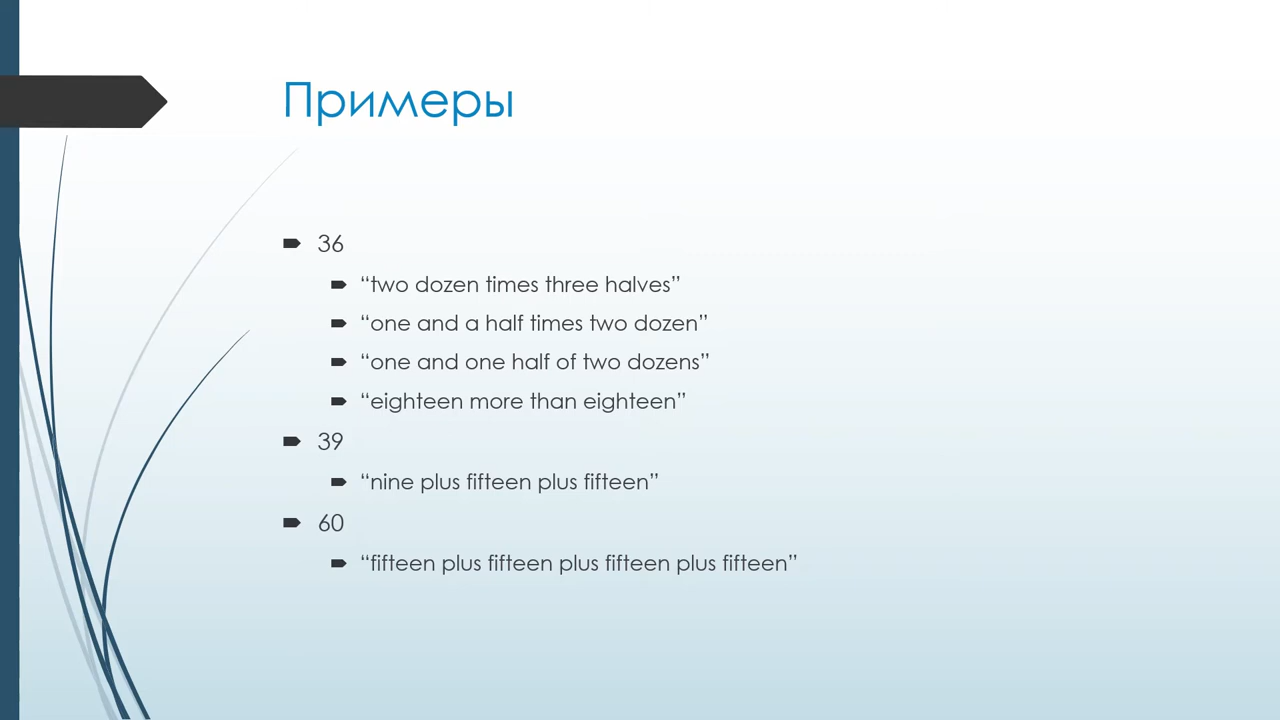 Примеры
36
“two dozen times three halves”
“one and a half times two dozen”
“one and one half of two dozens”
“eighteen more than eighteen”
39
“nine plus fifteen plus fifteen”
60
“fifteen plus fifteen plus fifteen plus fifteen”